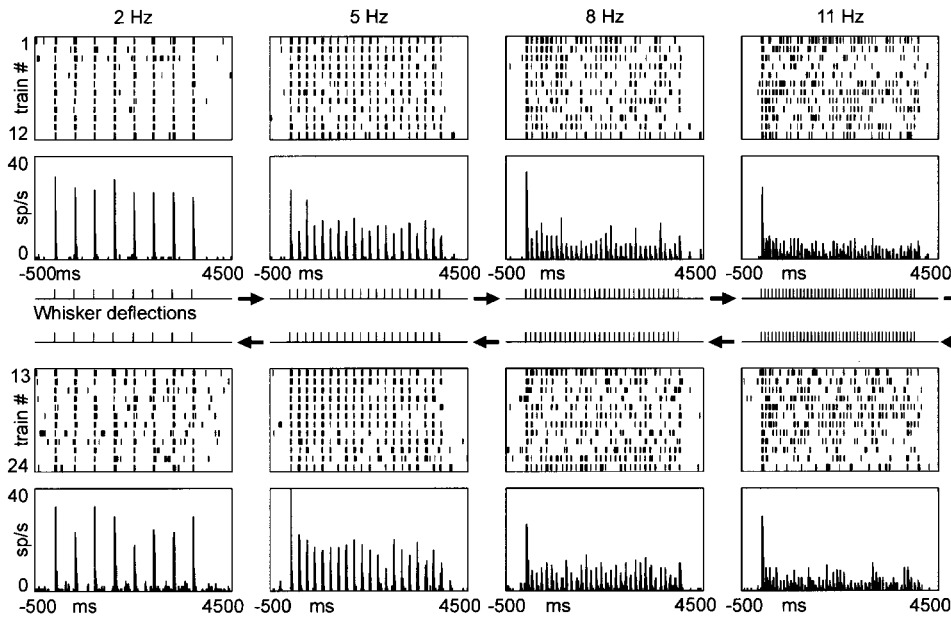 2 Hz 5 Hz 8 Hz 11 Hz
1
train #
12
40
sp/s
0
-500ms 4500 -500 ms 4500 -500 ms 4500 -500 ms 4500
Whisker deflections
13
train #
24
40
sp/s
0
-500 ms 4500 -500 ms 4500 -500 ms 4500 -500 ms 4500